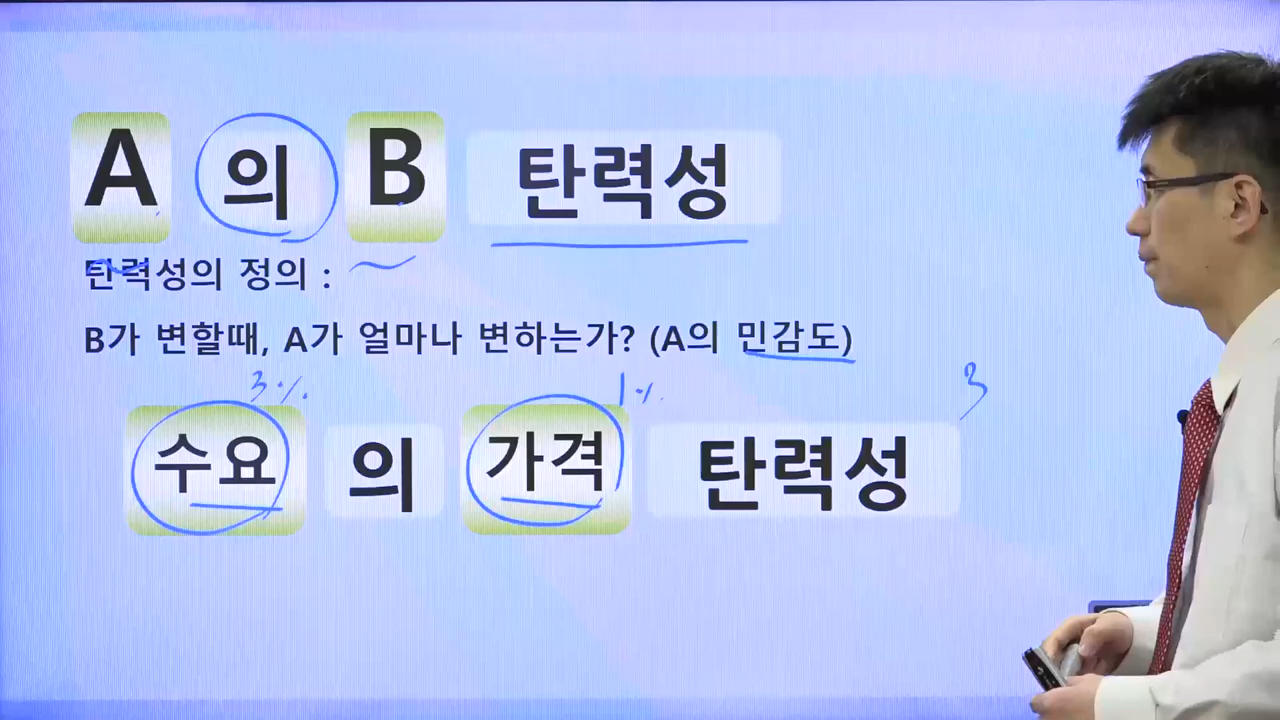 A 의 B 탄력성
탄력성의 정의 :
B가 변할때, A가 얼마나 변하는가? (A의 민감도)
3% 1% 3
수요 의 가격 탄력성